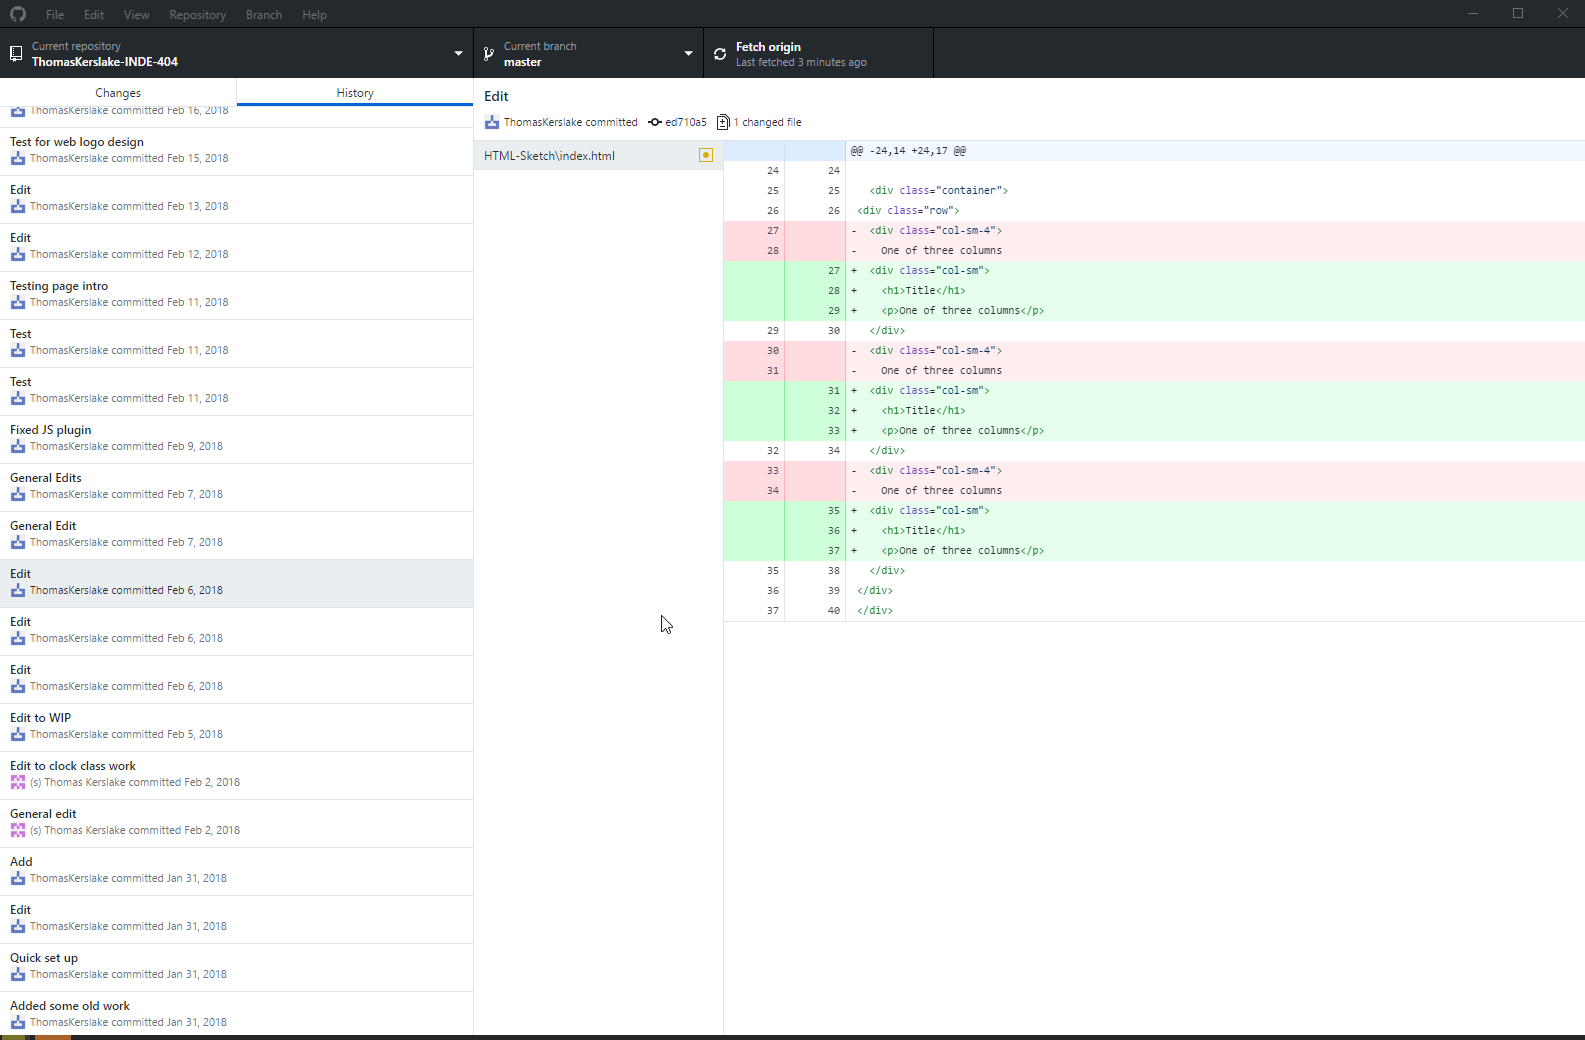 File Edit View Repository Branch Help
Current repository
ThomasKerslake-INDE-404
Current branch
master
Fetch origin
Last fetched 3 minutes ago
Changes
History
ThomasKerslake committed Feb 16, 2018
Test for web logo design
ThomasKerslake committed Feb 15, 2018
Edit
ThomasKerslake committed Feb 13, 2018
Edit
ThomasKerslake committed Feb 12, 2018
Testing page intro
ThomasKerslake committed Feb 11, 2018
Test
ThomasKerslake committed Feb 11, 2018
Test
ThomasKerslake committed Feb 11, 2018
Fixed JS plugin
ThomasKerslake committed Feb 9, 2018
General Edits
ThomasKerslake committed Feb 7, 2018
General Edit
ThomasKerslake committed Feb 7, 2018
Edit
ThomasKerslake committed Feb 6, 2018
Edit
ThomasKerslake committed Feb 6, 2018
Edit
ThomasKerslake committed Feb 6, 2018
Edit to WIP
ThomasKerslake committed Feb 5, 2018
Edit to clock class work
(s) Thomas Kerslake committed Feb 2, 2018
General edit
(s) Thomas Kerslake committed Feb 2, 2018
Add
ThomasKerslake committed Jan 31, 2018
Edit
ThomasKerslake committed Jan 31, 2018
Quick set up
ThomasKerslake committed Jan 31, 2018
Added some old work
ThomasKerslake committed Jan 31, 2018
Edit
ThomasKerslake committed ed710a5 1 changed file
HTML-Sketch\index.html
@@ -24,14 +24,17 @@
24 24
25 25 <div class="container">
26 26 <div class="row">
27 - <div class="col-sm-4">
28 - One of three columns
27 + <div class="col-sm">
28 + <h1>Title</h1>
29 + <p>One of three columns</p>
29 30 </div>
30 - <div class="col-sm-4">
31 - One of three columns
31 + <div class="col-sm">
32 + <h1>Title</h1>
33 + <p>One of three columns</p>
32 34 </div>
33 - <div class="col-sm-4">
34 - One of three columns
35 + <div class="col-sm">
36 + <h1>Title</h1>
37 + <p>One of three columns</p>
35 38 </div>
36 39 </div>
37 40 </div>